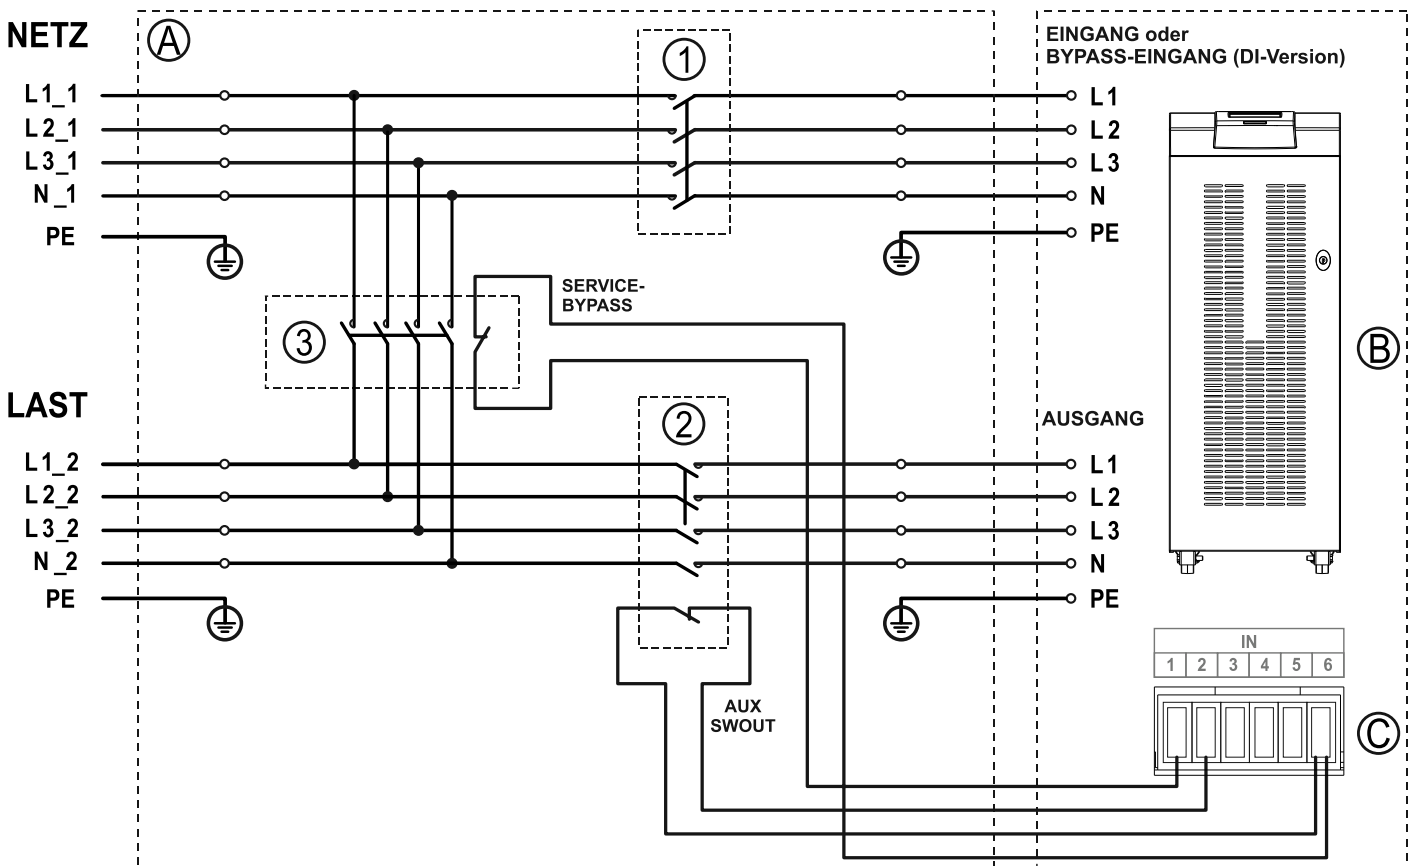 NETZ
A
1
EINGANG oder
BYPASS-EINGANG (DI-Version)
L1_1
L1
L2_1
L2
L3_1
L3
N_1
N
PE
PE
SERVICE-
BYPASS
3
B
LAST
2
AUSGANG
L1_2
L1
L2_2
L2
L3_2
L3
N_2
N
PE
PE
IN
1 2 3 4 5 6
AUX
SWOUT
C